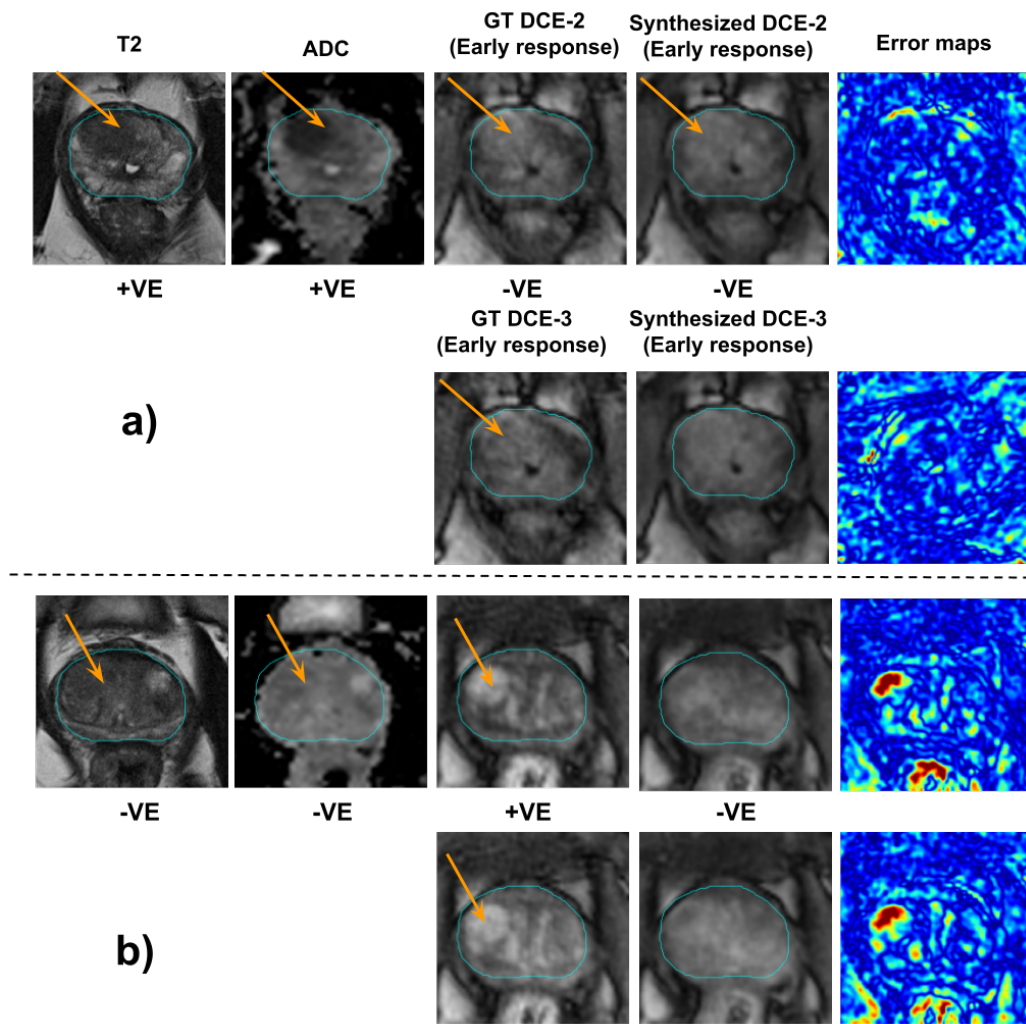 T2
ADC
GT DCE-2
(Early response)
Synthesized DCE-2
(Early response)
Error maps
+VE
+VE
-VE
-VE
GT DCE-3
(Early response)
Synthesized DCE-3
(Early response)
a)
-VE
-VE
+VE
-VE
b)